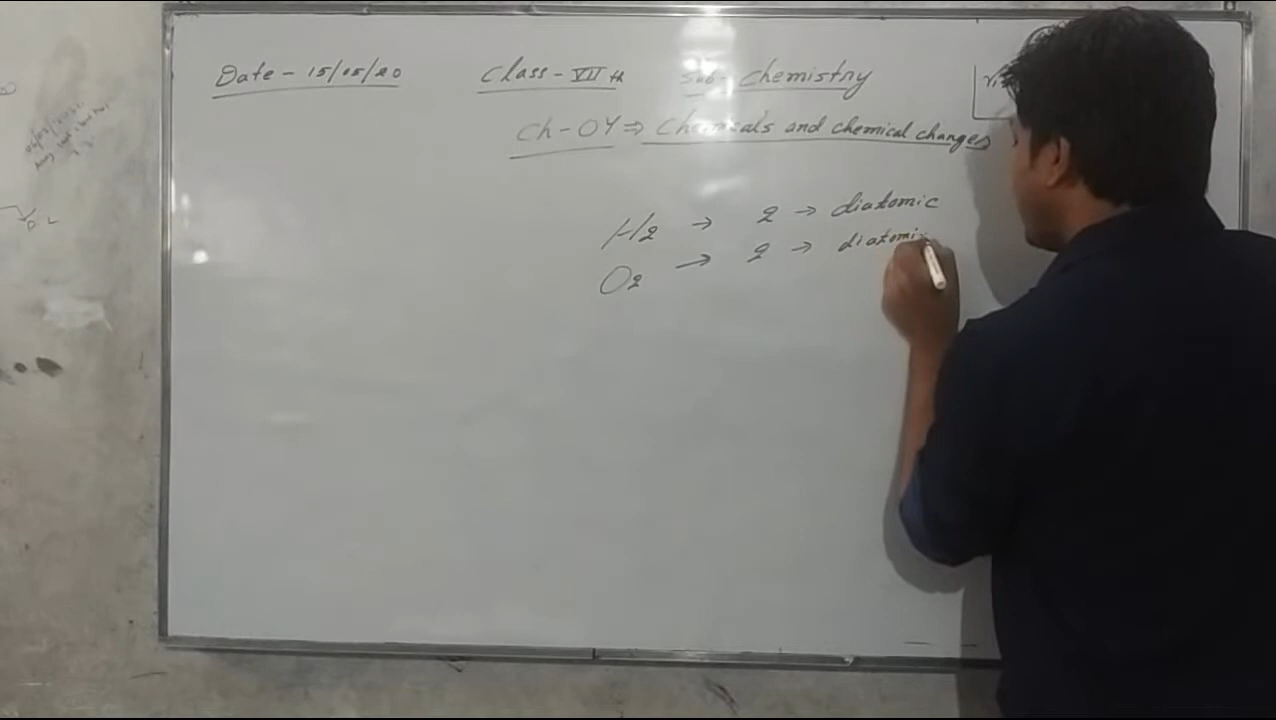 Date - 15/05/20 Class - VII th Sub - Chemistry
Ch - 04 ⇒ Chemicals and chemical changes
H2 → 2 → diatomic
O2 → 2 → diatomi